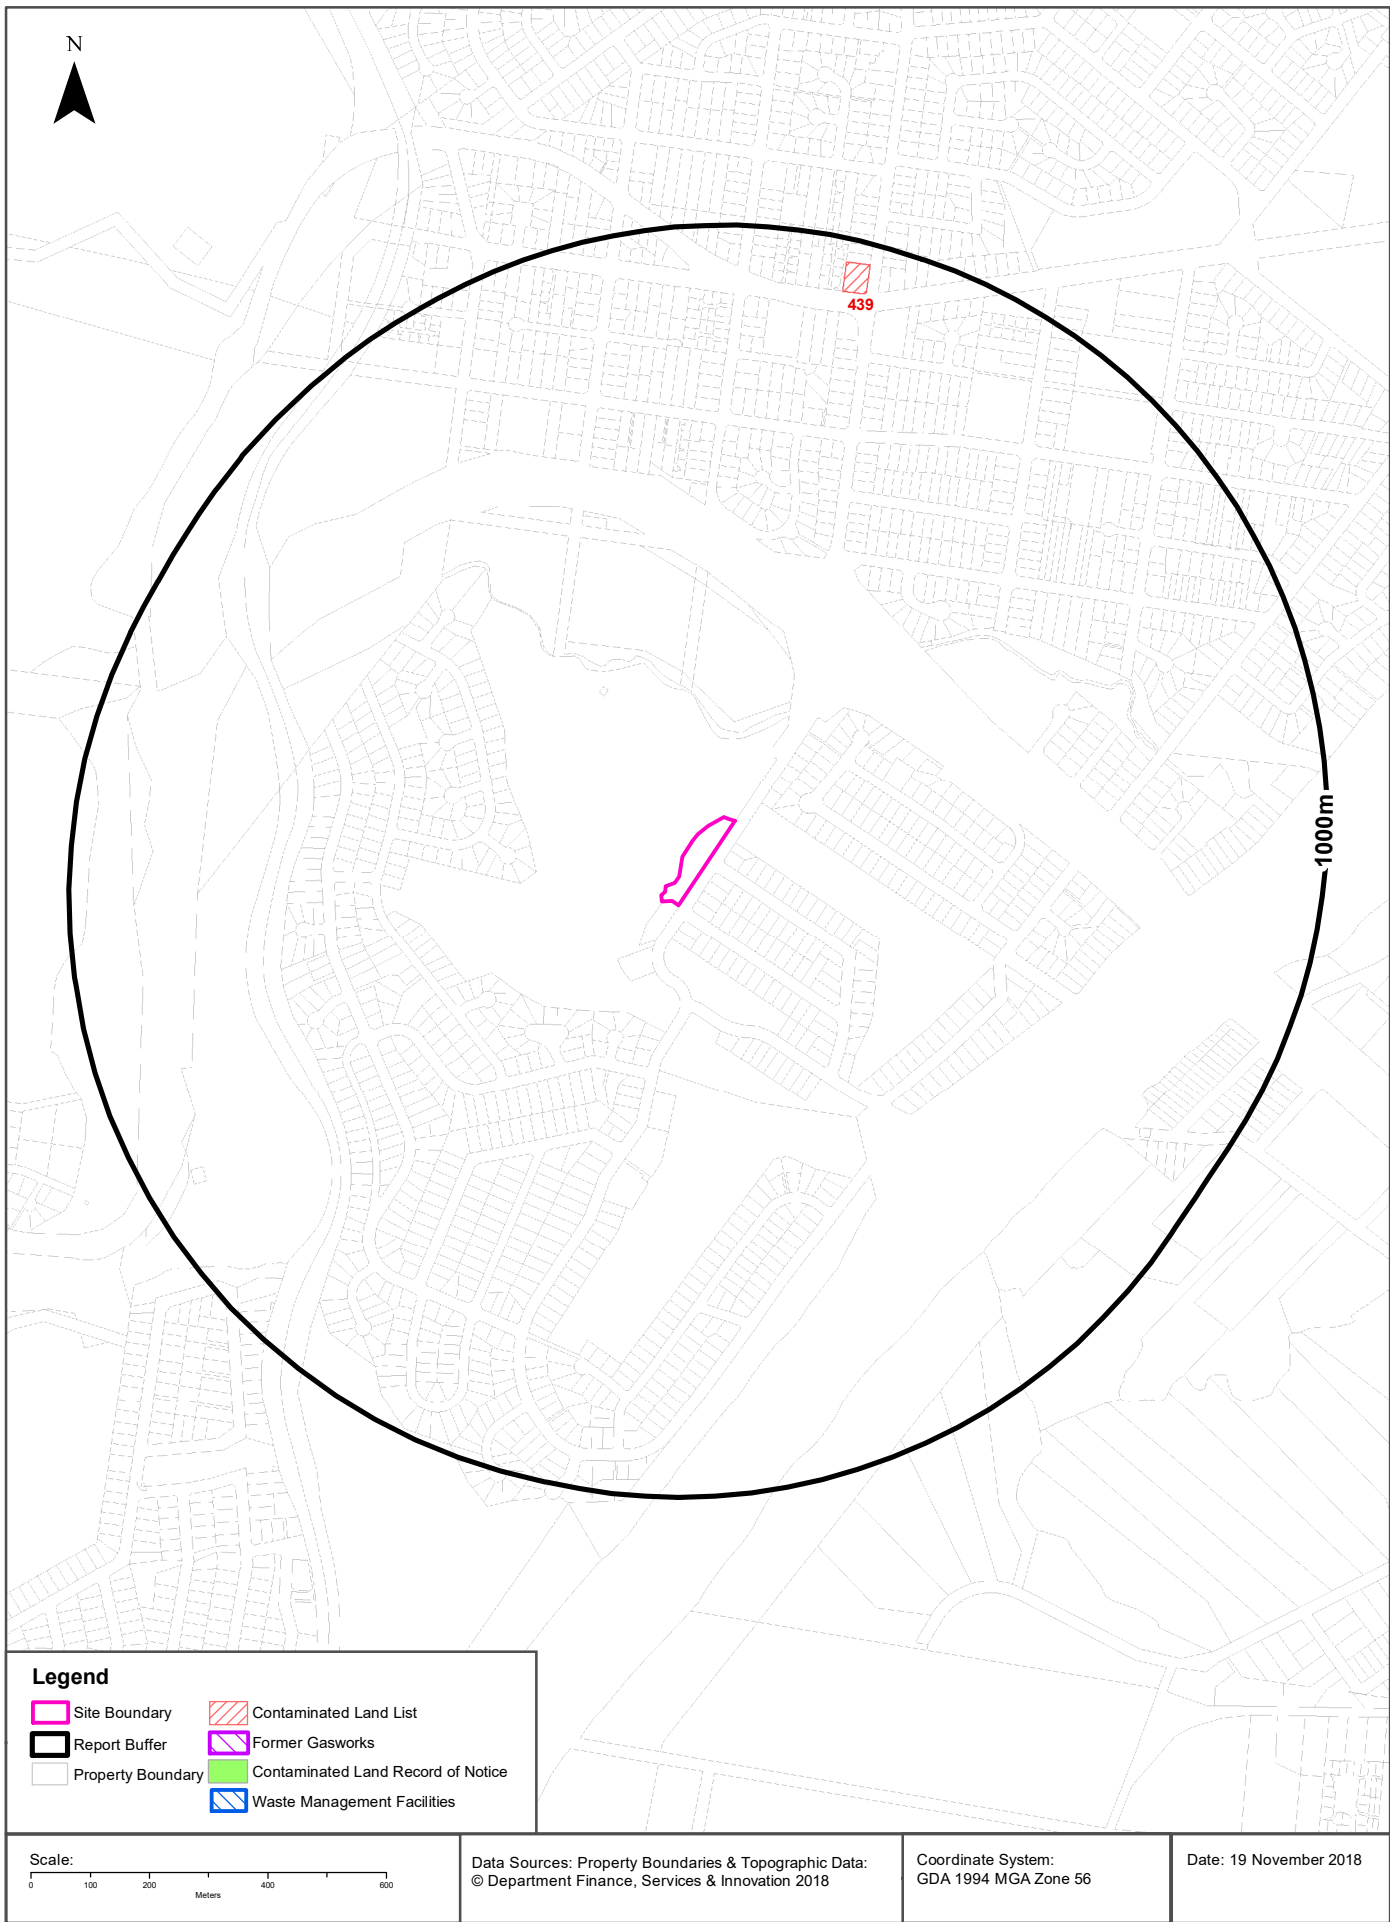 N
439
1000m
Legend
Site Boundary
Report Buffer
Property Boundary
Contaminated Land List
Former Gasworks
Contaminated Land Record of Notice
Waste Management Facilities
Scale:
0 100 200 400 600
Meters
Data Sources: Property Boundaries & Topographic Data:
© Department Finance, Services & Innovation 2018
Coordinate System:
GDA 1994 MGA Zone 56
Date: 19 November 2018